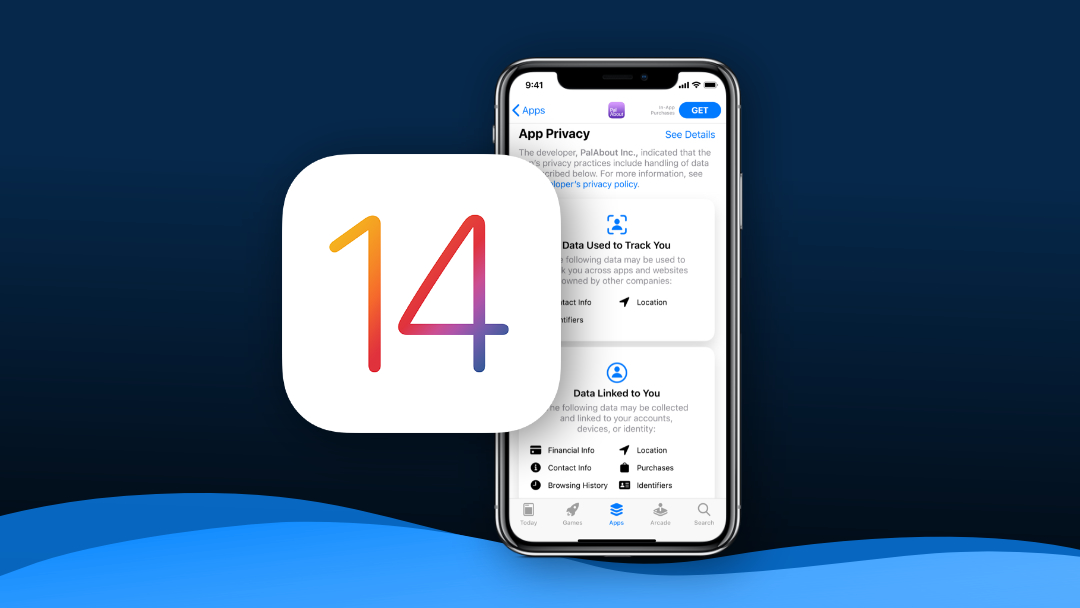 14
9:41
Apps
Pal About
In-App
Purchases
GET
App Privacy
See Details
The developer, PalAbout Inc., indicated that the
privacy practices include handling of data
below. For more information, see
privacy policy.
Data Used to Track You
following data may be used to
you across apps and websites
owned by other companies:
Info
Location
Data Linked to You
following data may be collected
and linked to your accounts,
devices, or identity:
Financial Info
Location
Contact Info
Purchases
Browsing History
Identifiers
Today
Games
Apps
Arcade
Search